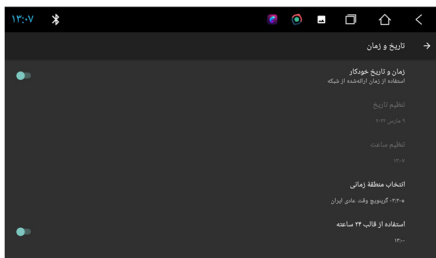 ۱۳:۰۷
تاریخ و زمان
زمان و تاریخ خودکار
استفاده از زمان ارائه‌شده از شبکه
تنظیم تاریخ
۹ مارس ۲۰۲۲
تنظیم ساعت
۱۳:۰۷
انتخاب منطقهٔ زمانی
گرینویچ وقت عادی ایران
استفاده از قالب ۲۴ ساعته
۱۳:۰۰